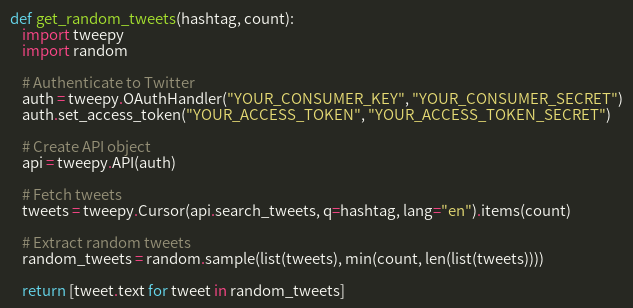 def get_random_tweets(hashtag, count):
    import tweepy
    import random

    # Authenticate to Twitter
    auth = tweepy.OAuthHandler("YOUR_CONSUMER_KEY", "YOUR_CONSUMER_SECRET")
    auth.set_access_token("YOUR_ACCESS_TOKEN", "YOUR_ACCESS_TOKEN_SECRET")

    # Create API object
    api = tweepy.API(auth)

    # Fetch tweets
    tweets = tweepy.Cursor(api.search_tweets, q=hashtag, lang="en").items(count)

    # Extract random tweets
    random_tweets = random.sample(list(tweets), min(count, len(list(tweets))))

    return [tweet.text for tweet in random_tweets]